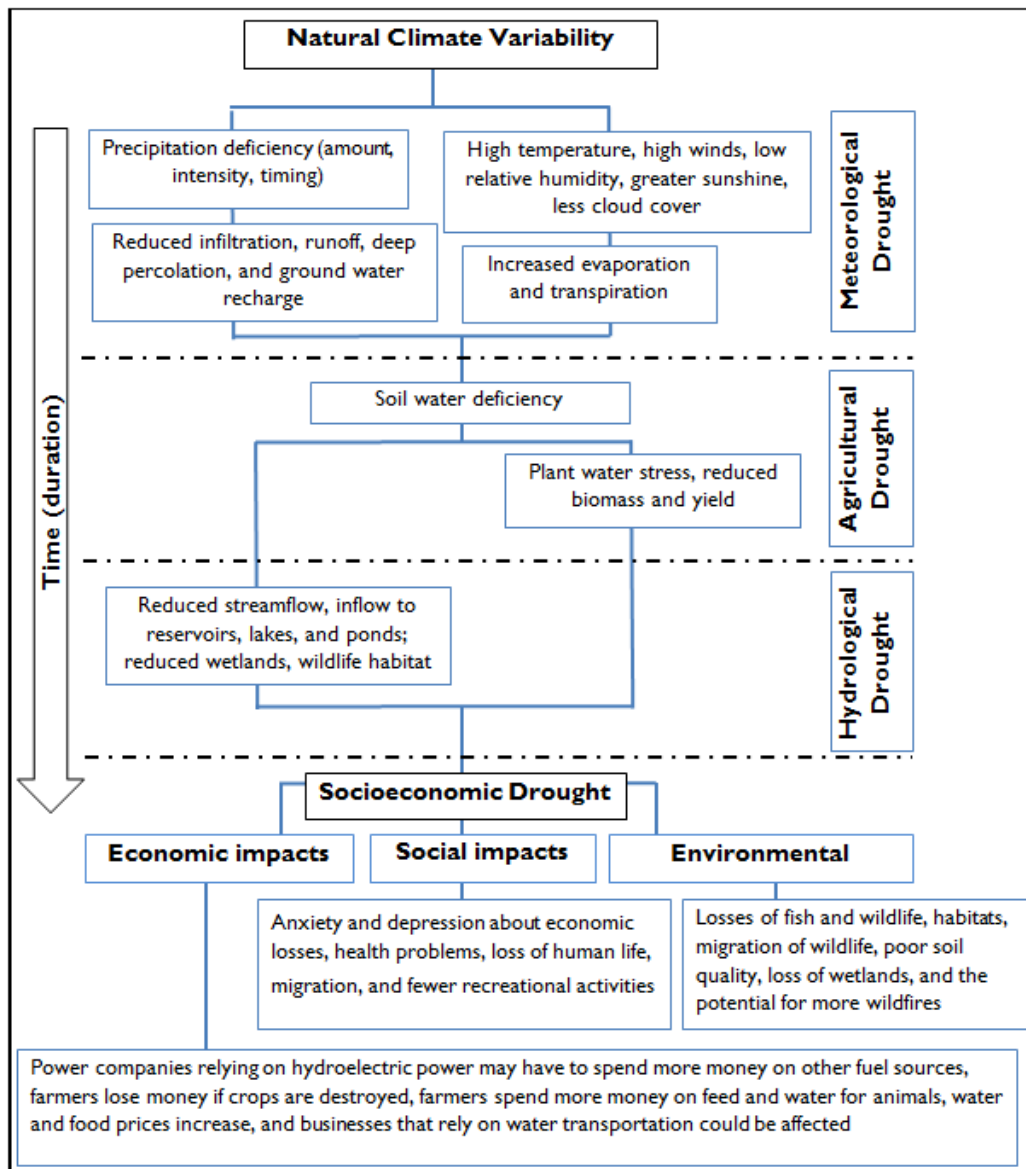 Natural Climate Variability
Precipitation deficiency (amount,
intensity, timing)
High temperature, high winds, low
relative humidity, greater sunshine,
less cloud cover
Reduced infiltration, runoff, deep
percolation, and ground water
recharge
Increased evaporation
and transpiration
Meteorological
Drought
Time (duration)
Soil water deficiency
Plant water stress, reduced
biomass and yield
Agricultural
Drought
Reduced streamflow, inflow to
reservoirs, lakes, and ponds;
reduced wetlands, wildlife habitat
Hydrological
Drought
Socioeconomic Drought
Economic impacts
Social impacts
Environmental
Anxiety and depression about economic
losses, health problems, loss of human life,
migration, and fewer recreational activities
Losses of fish and wildlife, habitats,
migration of wildlife, poor soil
quality, loss of wetlands, and the
potential for more wildfires
Power companies relying on hydroelectric power may have to spend more money on other fuel sources,
farmers lose money if crops are destroyed, farmers spend more money on feed and water for animals, water
and food prices increase, and businesses that rely on water transportation could be affected